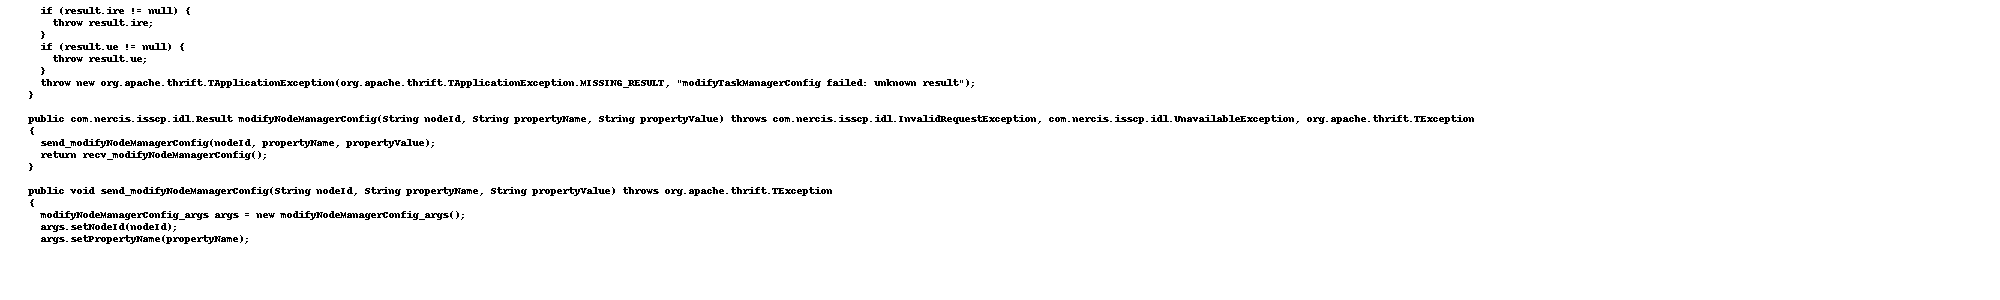 if (result.ire != null) {
throw result.ire;
}
if (result.ue != null) {
throw result.ue;
}
throw new org.apache.thrift.TApplicationException(org.apache.thrift.TApplicationException.MISSING_RESULT, "modifyTaskManagerConfig failed: unknown result");
}
public com.nercis.isscp.idl.Result modifyNodeManagerConfig(String nodeId, String propertyName, String propertyValue) throws com.nercis.isscp.idl.InvalidRequestException, com.nercis.isscp.idl.UnavailableException, org.apache.thrift.TException
{
send_modifyNodeManagerConfig(nodeId, propertyName, propertyValue);
return recv_modifyNodeManagerConfig();
}
public void send_modifyNodeManagerConfig(String nodeId, String propertyName, String propertyValue) throws org.apache.thrift.TException
{
modifyNodeManagerConfig_args args = new modifyNodeManagerConfig_args();
args.setNodeId(nodeId);
args.setPropertyName(propertyName);